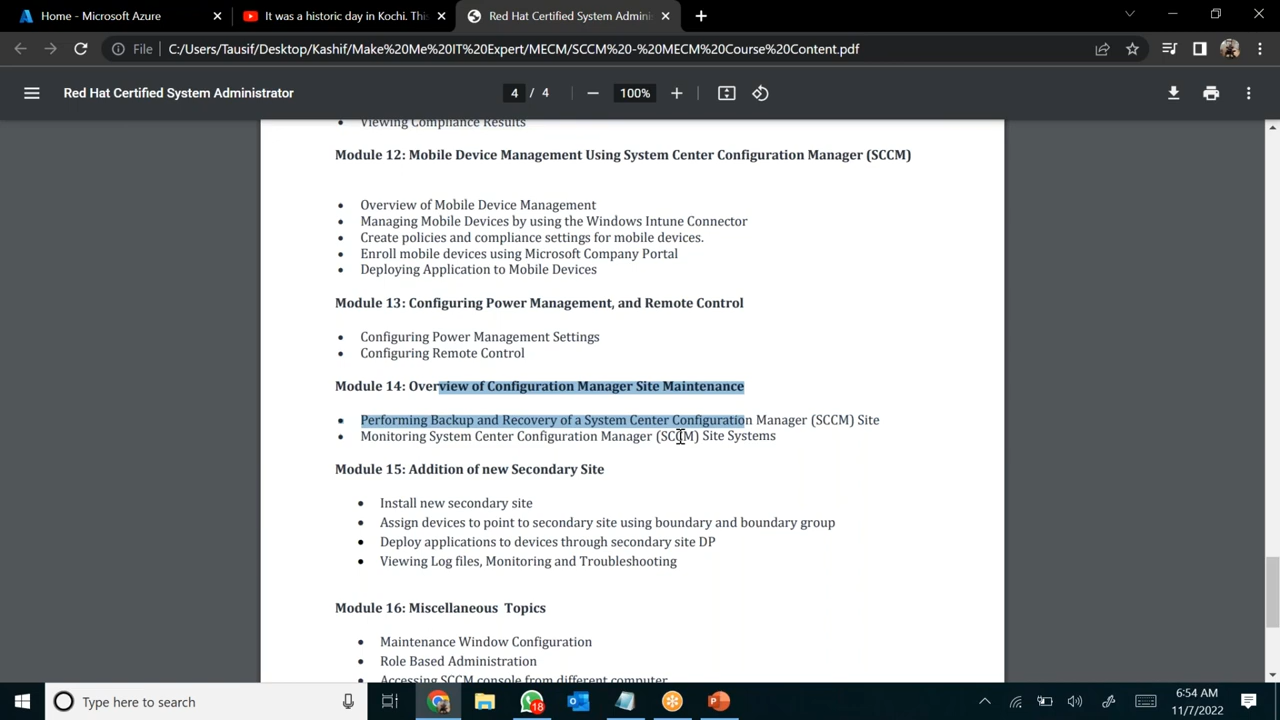 Home - Microsoft Azure
It was a historic day in Kochi. This
Red Hat Certified System Admini
File
C:/Users/Tausif/Desktop/Kashif/Make%20Me%20IT%20Expert/MECM/SCCM%20-%20MECM%20Course%20Content.pdf
Red Hat Certified System Administrator
4 / 4
100%
Viewing Compliance Results
Module 12: Mobile Device Management Using System Center Configuration Manager (SCCM)
• Overview of Mobile Device Management
• Managing Mobile Devices by using the Windows Intune Connector
• Create policies and compliance settings for mobile devices.
• Enroll mobile devices using Microsoft Company Portal
• Deploying Application to Mobile Devices
Module 13: Configuring Power Management, and Remote Control
• Configuring Power Management Settings
• Configuring Remote Control
Module 14: Overview of Configuration Manager Site Maintenance
• Performing Backup and Recovery of a System Center Configuration Manager (SCCM) Site
• Monitoring System Center Configuration Manager (SCCM) Site Systems
Module 15: Addition of new Secondary Site
• Install new secondary site
• Assign devices to point to secondary site using boundary and boundary group
• Deploy applications to devices through secondary site DP
• Viewing Log files, Monitoring and Troubleshooting
Module 16: Miscellaneous Topics
• Maintenance Window Configuration
• Role Based Administration
• Accessing SCCM console from different computer
Type here to search
18
6:54 AM
11/7/2022